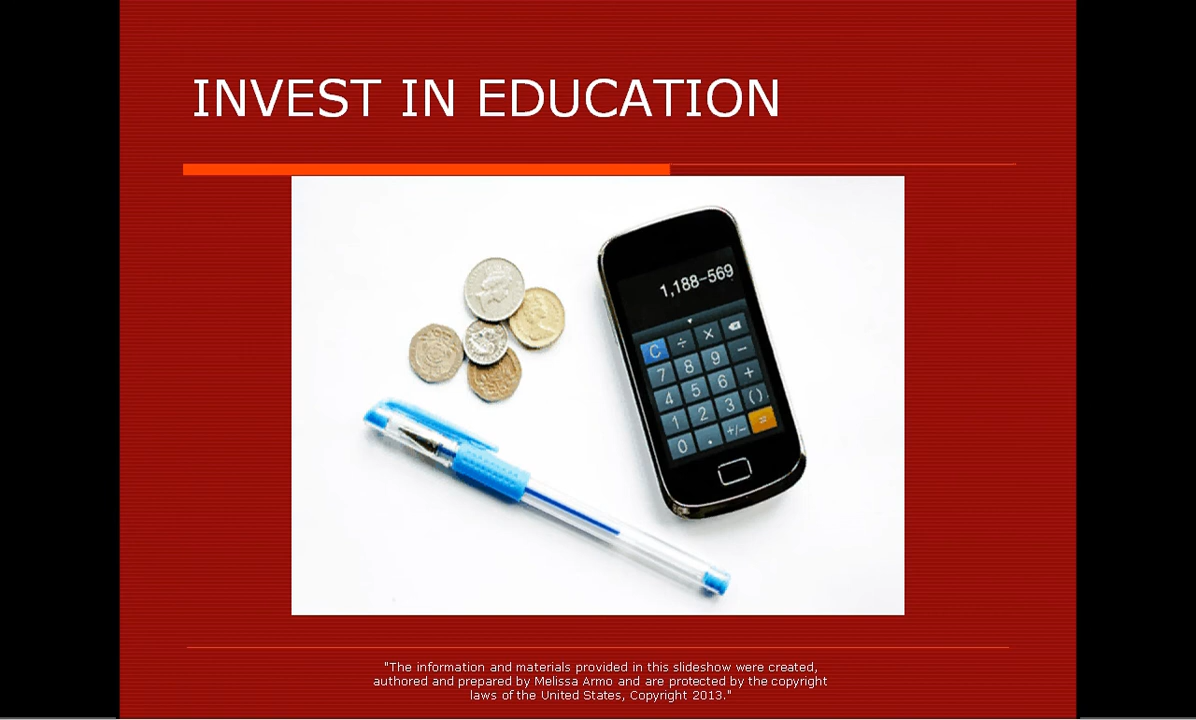 INVEST IN EDUCATION
1,188−569
C ÷ ×
7 8 9 −
4 5 6 +
1 2 3 ()
0 . +/− =
"The information and materials provided in this slideshow were created,
authored and prepared by Melissa Armo and are protected by the copyright
laws of the United States, Copyright 2013."